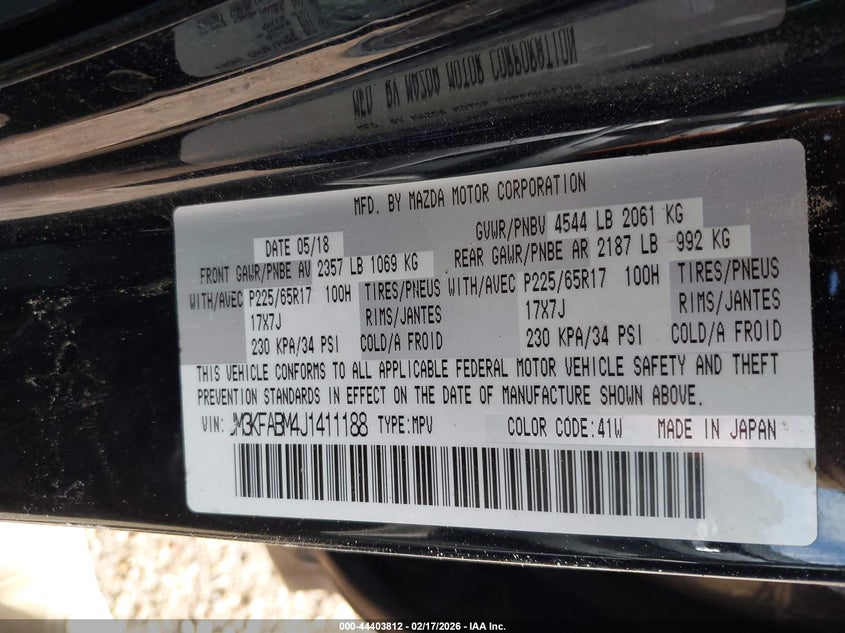 MFD. BY MAZDA MOTOR CORPORATION
MFD. BY MAZDA MOTOR CORPORATION
DATE 05/18 GVWR/PNBV 4544 LB 2061 KG
FRONT GAWR/PNBE AV 2357 LB 1069 KG REAR GAWR/PNBE AR 2187 LB 992 KG
WITH/AVEC P225/65R17 100H TIRES/PNEUS WITH/AVEC P225/65R17 100H TIRES/PNEUS
17X7J RIMS/JANTES 17X7J RIMS/JANTES
230 KPA/34 PSI COLD/A FROID 230 KPA/34 PSI COLD/A FROID
THIS VEHICLE CONFORMS TO ALL APPLICABLE FEDERAL MOTOR VEHICLE SAFETY AND THEFT
PREVENTION STANDARDS IN EFFECT ON THE DATE OF MANUFACTURE SHOWN ABOVE.
VIN: JM3KFABM4J1411188 TYPE:MPV COLOR CODE:41W MADE IN JAPAN
000-44403812 - 02/17/2026 - IAA Inc.